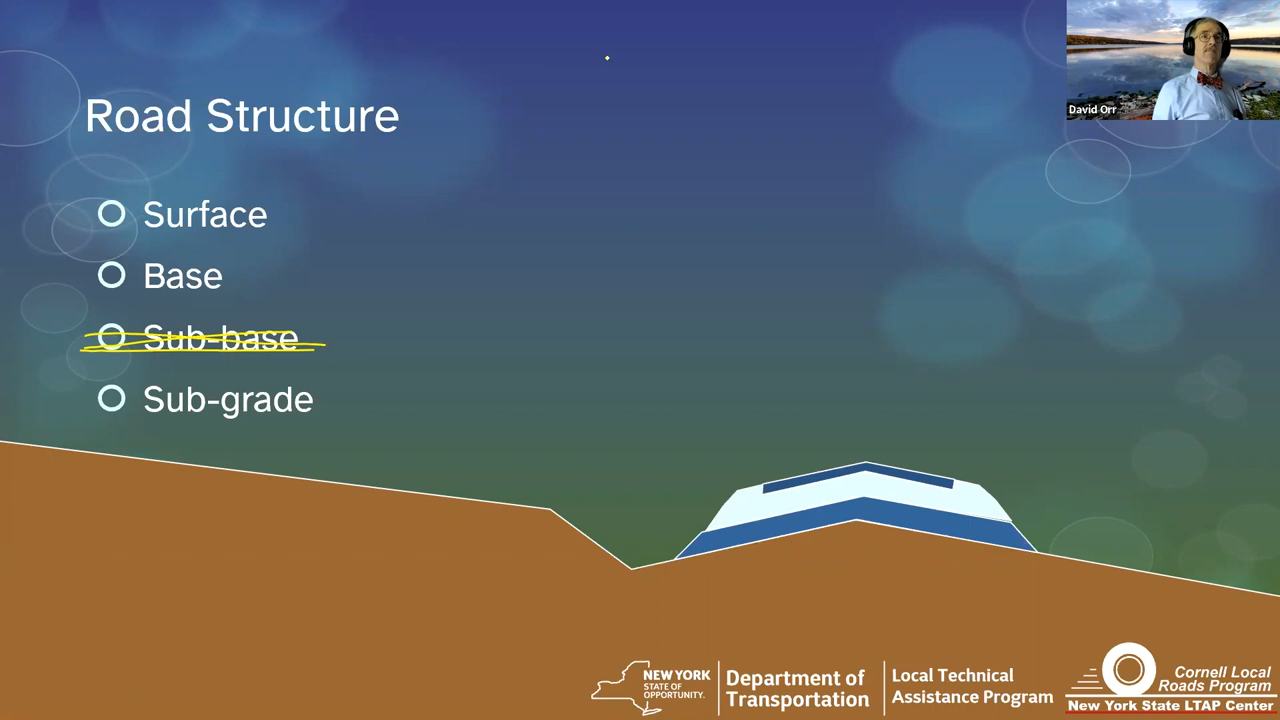 David Orr
Road Structure
Surface
Base
Sub-base
Sub-grade
NEW YORK
STATE OF
OPPORTUNITY.
Department of
Transportation
Local Technical
Assistance Program
Cornell Local
Roads Program
New York State LTAP Center